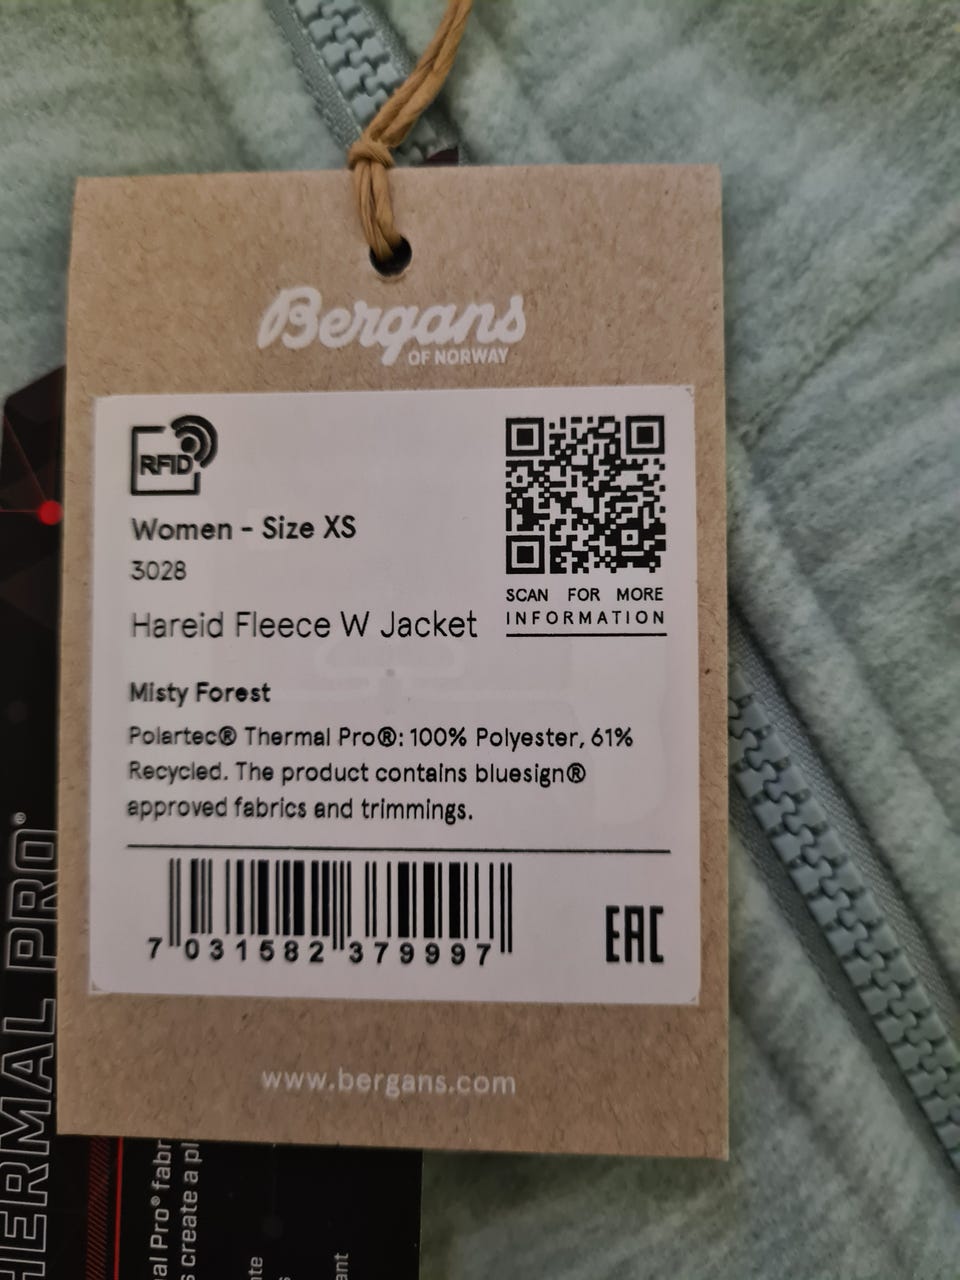 Bergans
OF NORWAY
RFID
Women - Size XS
3028
Hareid Fleece W Jacket
SCAN FOR MORE
INFORMATION
Misty Forest
Polartec® Thermal Pro®: 100% Polyester, 61%
Recycled. The product contains bluesign®
approved fabrics and trimmings.
7 031582 379997
EAC
www.bergans.com
HERMAL PRO®
al Pro® fabr
s create a pl